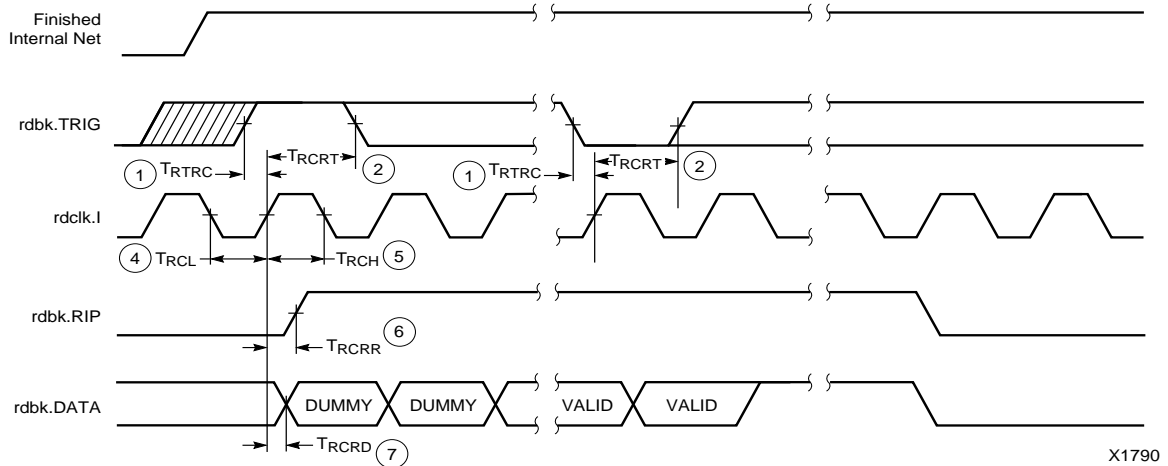 Finished
Internal Net
rdbk.TRIG
TRCRT
2
1
TRTRC
1
TRTRC
TRCRT
2
rdclk.I
4
TRCL
TRCH
5
rdbk.RIP
6
TRCRR
rdbk.DATA
DUMMY
DUMMY
VALID
VALID
TRCRD
7
X1790